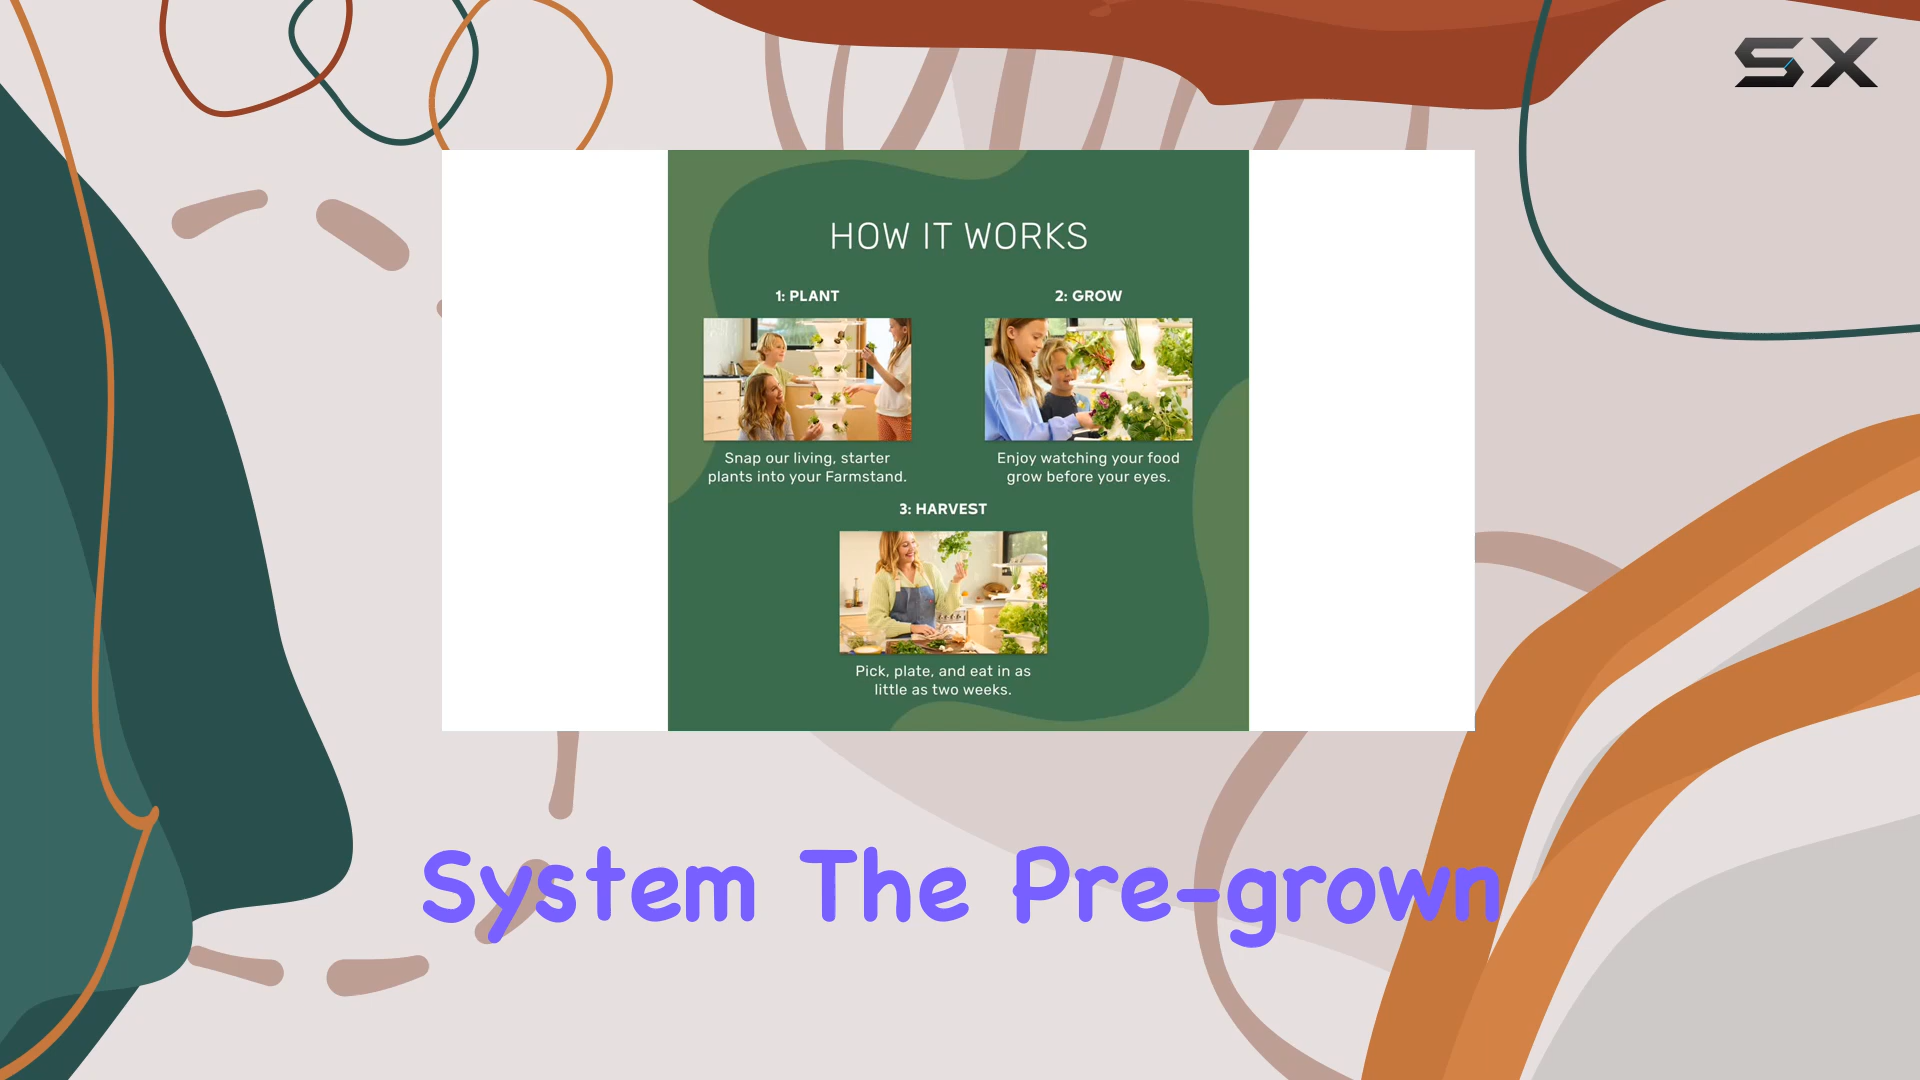 SX
HOW IT WORKS
1: PLANT
Snap our living, starter
plants into your Farmstand.
2: GROW
Enjoy watching your food
grow before your eyes.
3: HARVEST
Pick, plate, and eat in as
little as two weeks.
System The Pre-grown